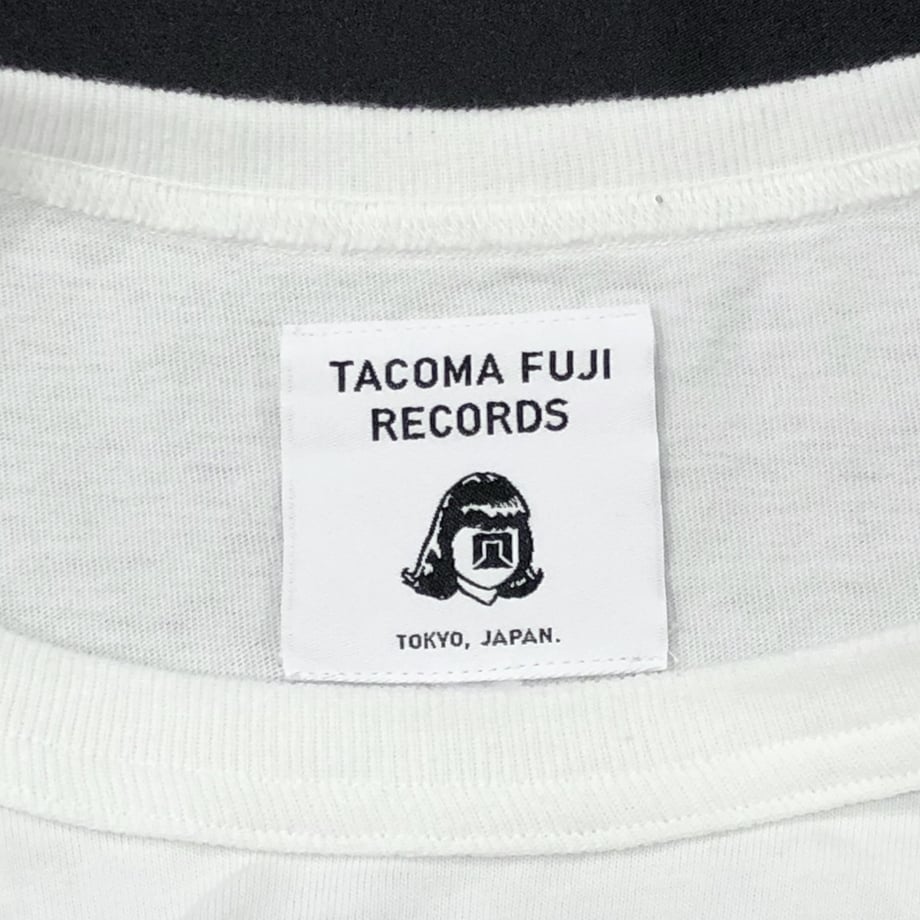 TACOMA FUJI
RECORDS
TOKYO, JAPAN.